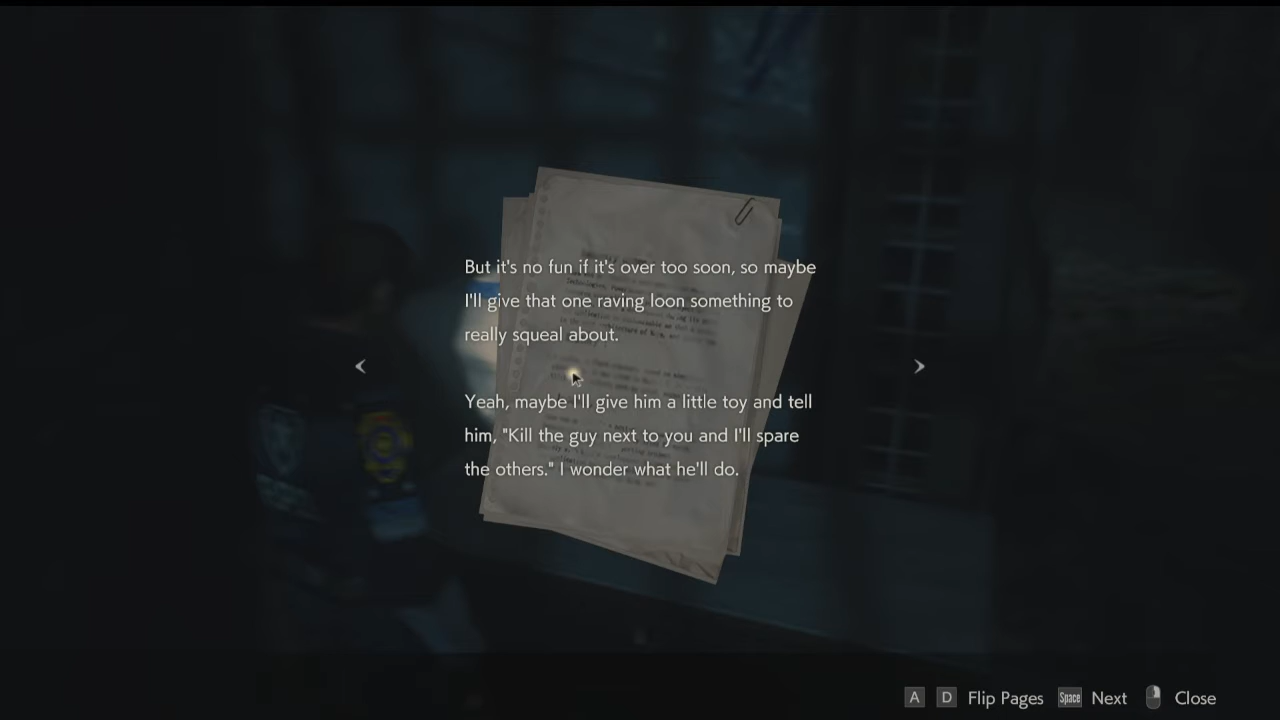 But it's no fun if it's over too soon, so maybe
I'll give that one raving loon something to
really squeal about.
Yeah, maybe I'll give him a little toy and tell
him, "Kill the guy next to you and I'll spare
the others." I wonder what he'll do.
A D Flip Pages Space Next Close